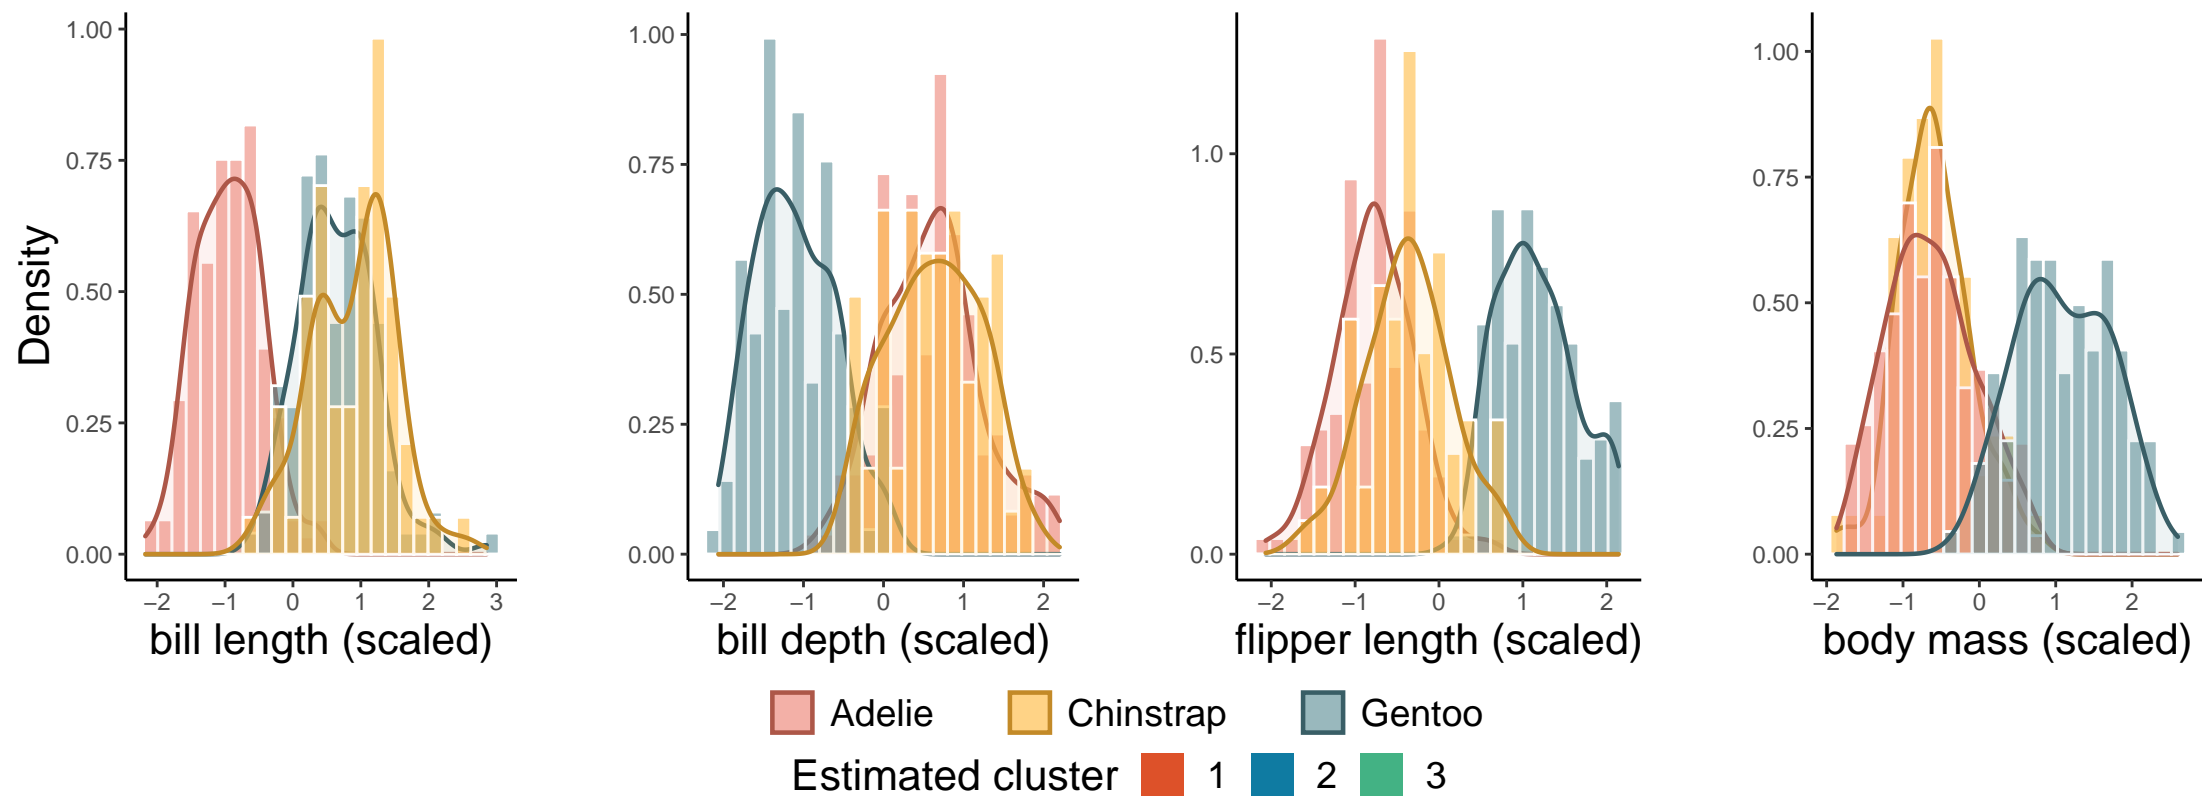 Density
1.00
0.75
0.50
0.25
0.00
−2 −1 0 1 2 3
bill length (scaled)
1.00
0.75
0.50
0.25
0.00
−2 −1 0 1 2
bill depth (scaled)
1.0
0.5
0.0
−2 −1 0 1 2
flipper length (scaled)
1.00
0.75
0.50
0.25
0.00
−2 −1 0 1 2
body mass (scaled)
Adelie Chinstrap Gentoo
Estimated cluster 1 2 3